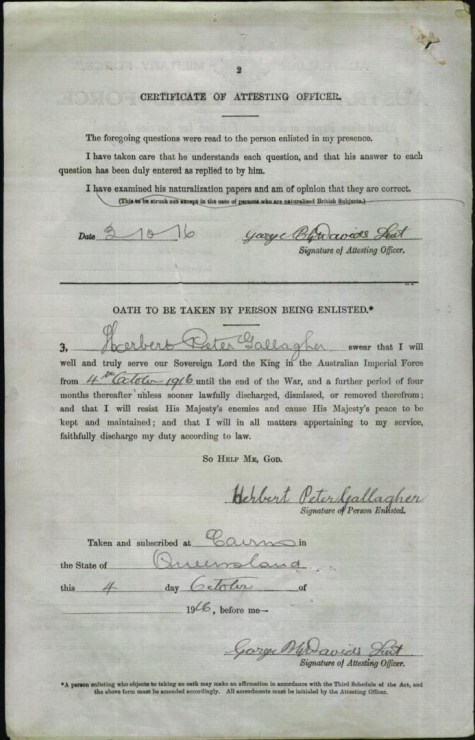 2
CERTIFICATE OF ATTESTING OFFICER.
The foregoing questions were read to the person enlisted in my presence.
I have taken care that he understands each question, and that his answer to each
question has been duly entered as replied to by him.
I have examined his naturalization papers and am of opinion that they are correct.
(This to be struck out except in the case of persons who are naturalized British Subjects.)
Date 3/10/16 George Davies Lieut
Signature of Attesting Officer.
OATH TO BE TAKEN BY PERSON BEING ENLISTED.*
3, Herbert Peter Gallagher swear that I will
well and truly serve our Sovereign Lord the King in the Australian Imperial Force
from 4th October 1916 until the end of the War, and a further period of four
months thereafter unless sooner lawfully discharged, dismissed, or removed therefrom;
and that I will resist His Majesty's enemies and cause His Majesty's peace to be
kept and maintained; and that I will in all matters appertaining to my service,
faithfully discharge my duty according to law.
SO HELP ME, GOD.
Herbert Peter Gallagher
Signature of Person Enlisted.
Taken and subscribed at Cairns in
the State of Queensland
this 4 day October of
1916, before me—
George Davies Lieut
Signature of Attesting Officer.
*A person enlisting who objects to taking an oath may make an affirmation in accordance with the Third Schedule of the Act, and
the above form must be amended accordingly. All amendments must be initialed by the Attesting Officer.